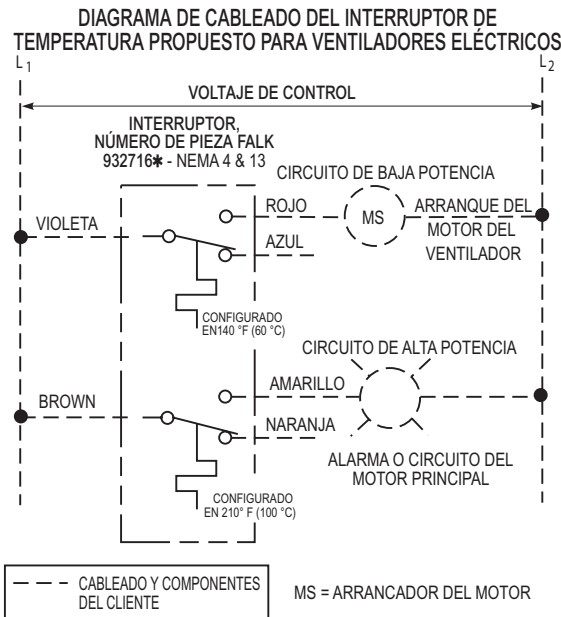 DIAGRAMA DE CABLEADO DEL INTERRUPTOR DE
TEMPERATURA PROPUESTO PARA VENTILADORES ELÉCTRICOS
L1
L2
VOLTAJE DE CONTROL
INTERRUPTOR,
NÚMERO DE PIEZA FALK
932716✱ - NEMA 4 & 13
CIRCUITO DE BAJA POTENCIA
VIOLETA
ROJO
MS
ARRANQUE DEL
MOTOR DEL
VENTILADOR
AZUL
CONFIGURADO
EN140 °F (60 °C)
CIRCUITO DE ALTA POTENCIA
BROWN
AMARILLO
NARANJA
ALARMA O CIRCUITO DEL
MOTOR PRINCIPAL
CONFIGURADO
EN 210° F (100 °C)
CABLEADO Y COMPONENTES
DEL CLIENTE
MS = ARRANCADOR DEL MOTOR